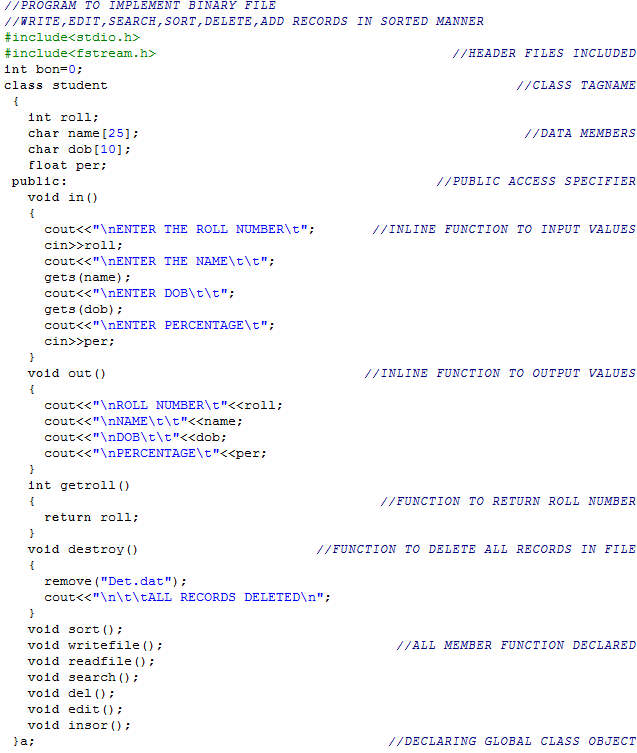 //PROGRAM TO IMPLEMENT BINARY FILE
//WRITE,EDIT,SEARCH,SORT,DELETE,ADD RECORDS IN SORTED MANNER
#include<stdio.h>
#include<fstream.h> //HEADER FILES INCLUDED
int bon=0;
class student //CLASS TAGNAME
{
int roll;
char name[25]; //DATA MEMBERS
char dob[10];
float per;
public: //PUBLIC ACCESS SPECIFIER
void in()
{
cout<<"\nENTER THE ROLL NUMBER\t"; //INLINE FUNCTION TO INPUT VALUES
cin>>roll;
cout<<"\nENTER THE NAME\t\t";
gets(name);
cout<<"\nENTER DOB\t\t";
gets(dob);
cout<<"\nENTER PERCENTAGE\t";
cin>>per;
}
void out() //INLINE FUNCTION TO OUTPUT VALUES
{
cout<<"\nROLL NUMBER\t"<<roll;
cout<<"\nNAME\t\t"<<name;
cout<<"\nDOB\t\t"<<dob;
cout<<"\nPERCENTAGE\t"<<per;
}
int getroll()
{ //FUNCTION TO RETURN ROLL NUMBER
return roll;
}
void destroy() //FUNCTION TO DELETE ALL RECORDS IN FILE
{
remove("Det.dat");
cout<<"\n\t\tALL RECORDS DELETED\n";
}
void sort();
void writefile(); //ALL MEMBER FUNCTION DECLARED
void readfile();
void search();
void del();
void edit();
void insor();
}a; //DECLARING GLOBAL CLASS OBJECT